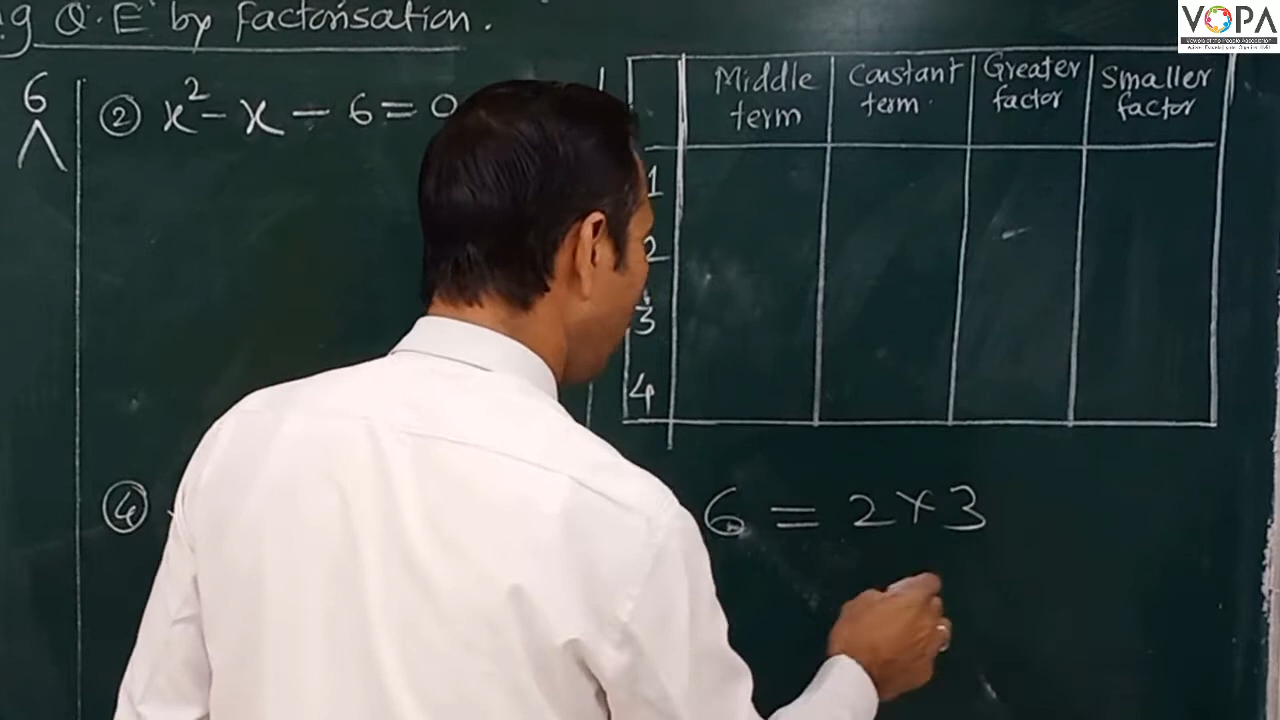 g Q.E by factorisation.
6
② x² - x - 6 = 0
④
Middle term
Constant term.
Greater factor
Smaller factor
1
2
3
4
6 = 2 × 3
VOPA